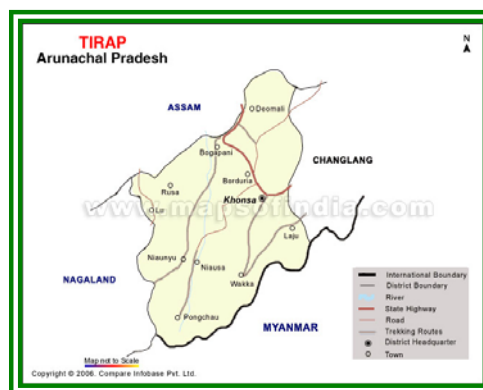 TIRAP
Arunachal Pradesh
N
ASSAM
Deomali
Bogapani
CHANGLANG
Borduria
Rusa
Khonsa
www.mapsofindia.com
Lu
Laju
Niaunyu
Niausa
NAGALAND
Wakka
International Boundary
District Boundary
River
State Highway
Road
Trekking Routes
District Headquarter
Town
Pongchau
MYANMAR
Map not to Scale
Copyright © 2006. Compare Infobase Pvt. Ltd.